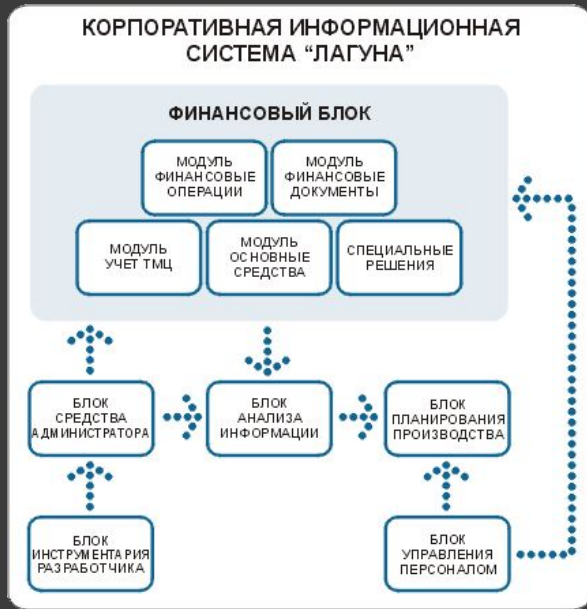 КОРПОРАТИВНАЯ ИНФОРМАЦИОННАЯ
СИСТЕМА “ЛАГУНА”
ФИНАНСОВЫЙ БЛОК
МОДУЛЬ
ФИНАНСОВЫЕ
ОПЕРАЦИИ
МОДУЛЬ
ФИНАНСОВЫЕ
ДОКУМЕНТЫ
МОДУЛЬ
УЧЕТ ТМЦ
МОДУЛЬ
ОСНОВНЫЕ
СРЕДСТВА
СПЕЦИАЛЬНЫЕ
РЕШЕНИЯ
БЛОК
СРЕДСТВА
АДМИНИСТРАТОРА
БЛОК
АНАЛИЗА
ИНФОРМАЦИИ
БЛОК
ПЛАНИРОВАНИЯ
ПРОИЗВОДСТВА
БЛОК
ИНСТРУМЕНТАРИЯ
РАЗРАБОТЧИКА
БЛОК
УПРАВЛЕНИЯ
ПЕРСОНАЛОМ